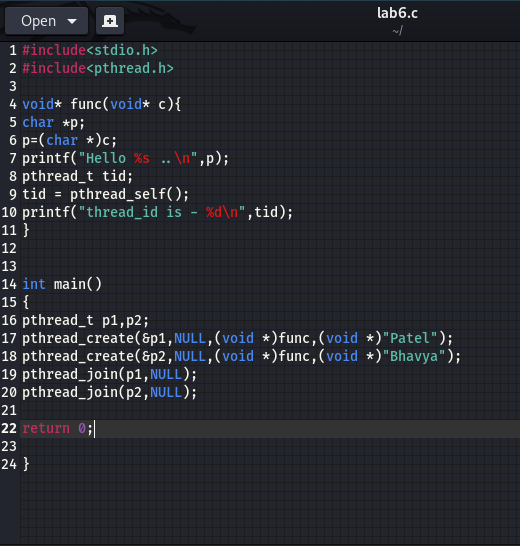 Open
lab6.c
~/
1 #include<stdio.h>
2 #include<pthread.h>
3
4 void* func(void* c){
5 char *p;
6 p=(char *)c;
7 printf("Hello %s ..\n",p);
8 pthread_t tid;
9 tid = pthread_self();
10 printf("thread_id is - %d\n",tid);
11 }
12
13
14 int main()
15 {
16 pthread_t p1,p2;
17 pthread_create(&p1,NULL,(void *)func,(void *)"Patel");
18 pthread_create(&p2,NULL,(void *)func,(void *)"Bhavya");
19 pthread_join(p1,NULL);
20 pthread_join(p2,NULL);
21
22 return 0;
23
24 }